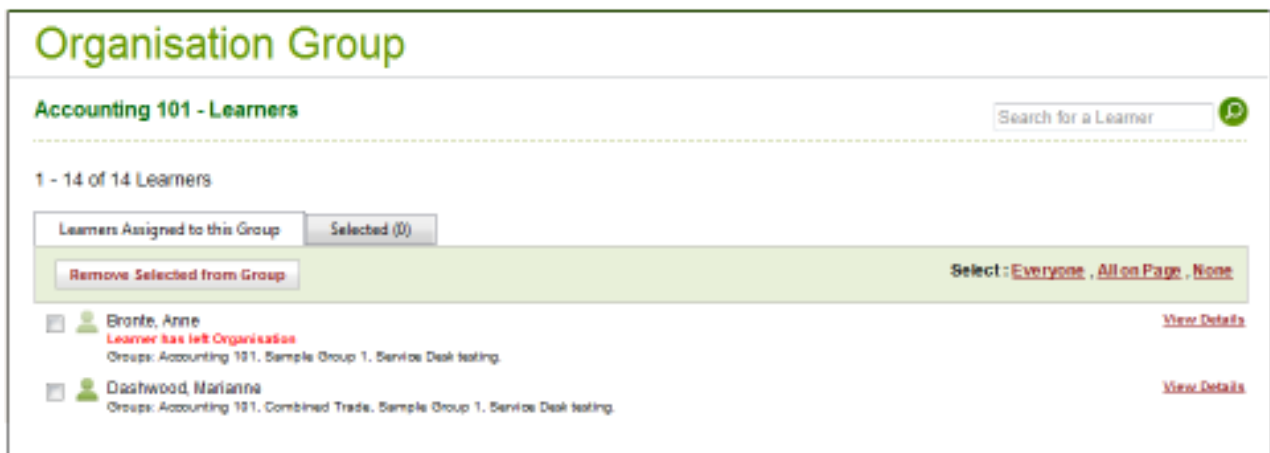 Organisation Group
Accounting 101 - Learners
Search for a Learner
1 - 14 of 14 Learners
Learners Assigned to this Group
Selected (0)
Remove Selected from Group
Select : Everyone , All on Page , None
Bronte, Anne
View Details
Learner has left Organisation
Groups: Accounting 101, Sample Group 1, Service Desk testing.
Dashwood, Marianne
View Details
Groups: Accounting 101, Combined Trade, Sample Group 1, Service Desk testing.